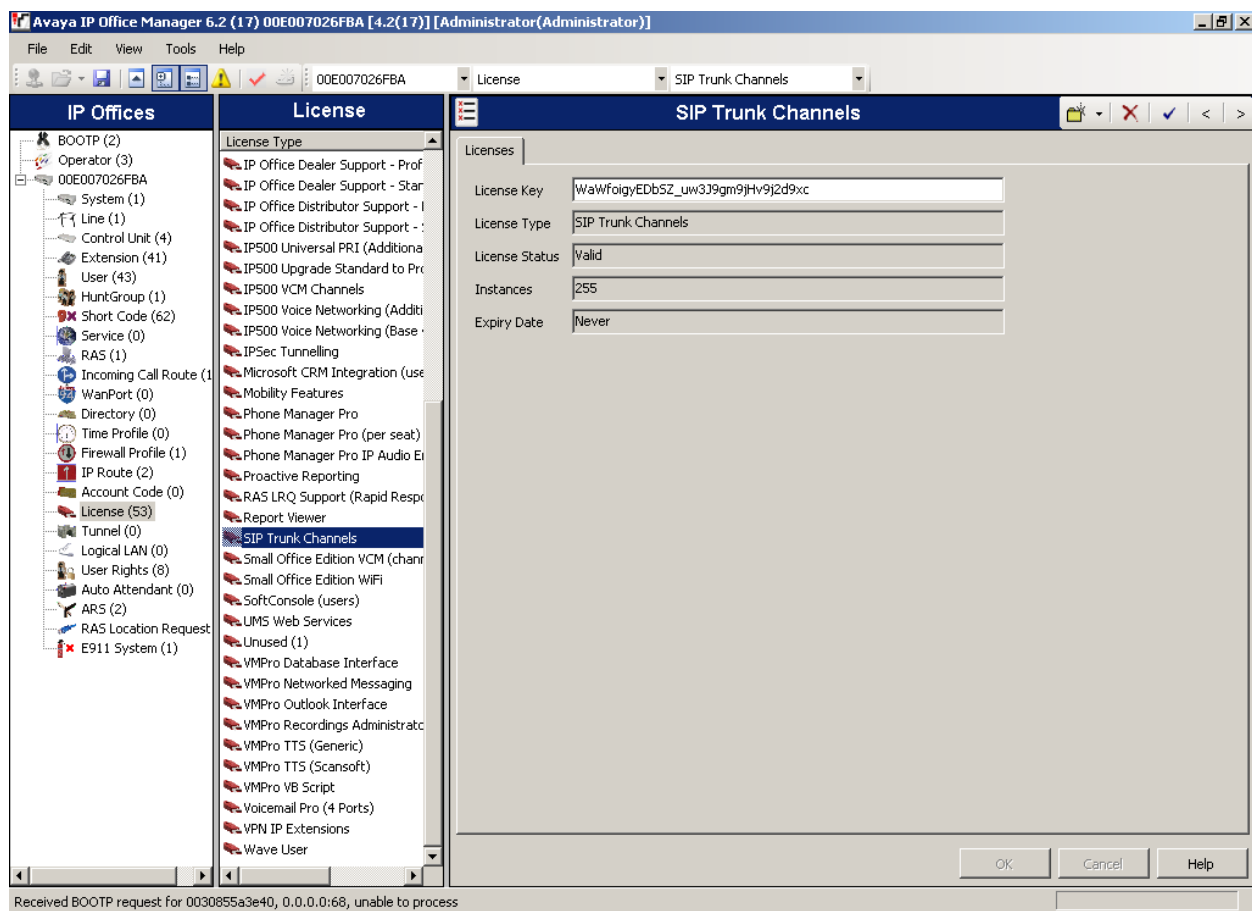 Avaya IP Office Manager 6.2 (17) 00E007026FBA [4.2(17)] [Administrator(Administrator)]
File Edit View Tools Help
00E007026FBA License SIP Trunk Channels
IP Offices
BOOTP (2)
Operator (3)
00E007026FBA
System (1)
Line (1)
Control Unit (4)
Extension (41)
User (43)
HuntGroup (1)
Short Code (62)
Service (0)
RAS (1)
Incoming Call Route (1
WanPort (0)
Directory (0)
Time Profile (0)
Firewall Profile (1)
IP Route (2)
Account Code (0)
License (53)
Tunnel (0)
Logical LAN (0)
User Rights (8)
Auto Attendant (0)
ARS (2)
RAS Location Request
E911 System (1)
License
License Type
IP Office Dealer Support - Prof
IP Office Dealer Support - Star
IP Office Distributor Support -
IP Office Distributor Support -
IP500 Universal PRI (Additiona
IP500 Upgrade Standard to Pro
IP500 VCM Channels
IP500 Voice Networking (Additi
IP500 Voice Networking (Base
IPSec Tunnelling
Microsoft CRM Integration (use
Mobility Features
Phone Manager Pro
Phone Manager Pro (per seat)
Phone Manager Pro IP Audio E
Proactive Reporting
RAS LRQ Support (Rapid Respo
Report Viewer
SIP Trunk Channels
Small Office Edition VCM (chann
Small Office Edition WiFi
SoftConsole (users)
UMS Web Services
Unused (1)
VMPro Database Interface
VMPro Networked Messaging
VMPro Outlook Interface
VMPro Recordings Administrato
VMPro TTS (Generic)
VMPro TTS (Scansoft)
VMPro VB Script
Voicemail Pro (4 Ports)
VPN IP Extensions
Wave User
SIP Trunk Channels
Licenses
License Key WaWfoigyEDbSZ_uw3J9gm9jHv9j2d9xc
License Type SIP Trunk Channels
License Status Valid
Instances 255
Expiry Date Never
OK Cancel Help
Received BOOTP request for 0030855a3e40, 0.0.0.0:68, unable to process